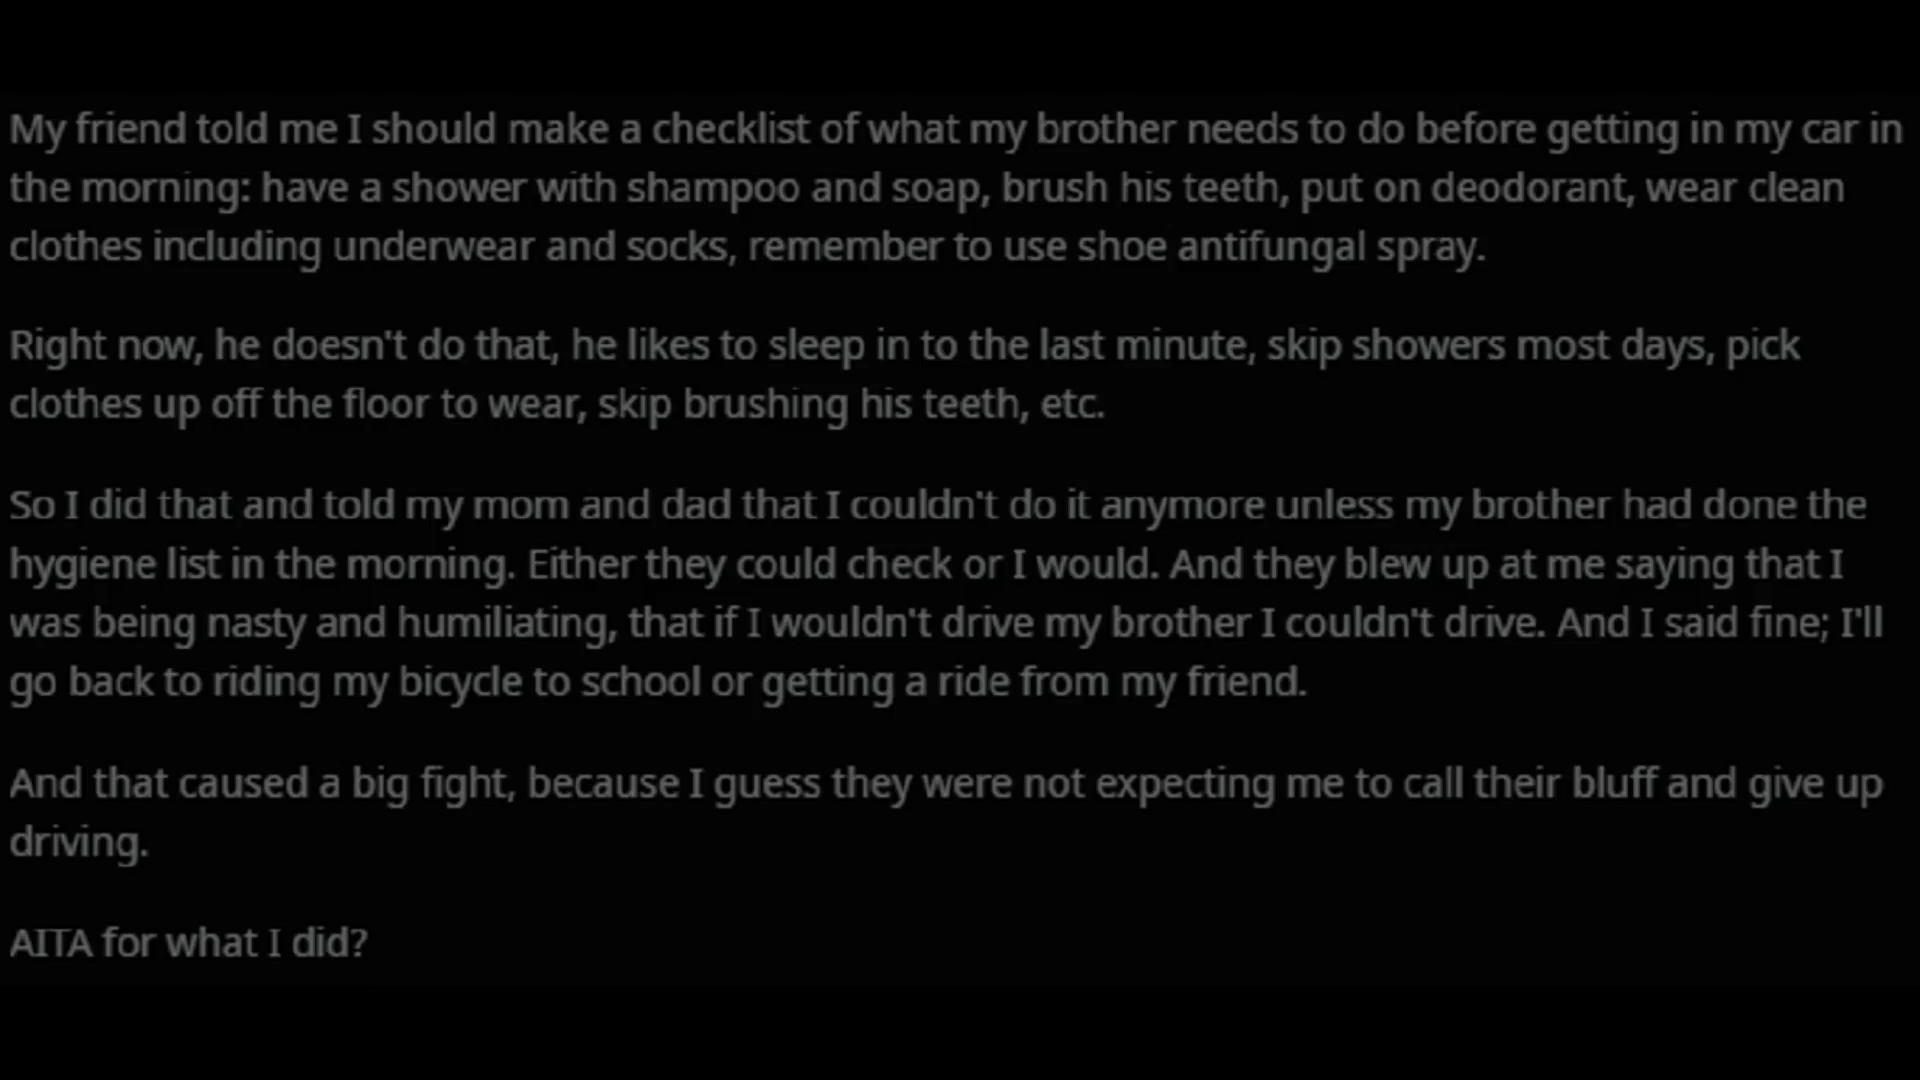 My friend told me I should make a checklist of what my brother needs to do before getting in my car in
the morning: have a shower with shampoo and soap, brush his teeth, put on deodorant, wear clean
clothes including underwear and socks, remember to use shoe antifungal spray.
Right now, he doesn't do that, he likes to sleep in to the last minute, skip showers most days, pick
clothes up off the floor to wear, skip brushing his teeth, etc.
So I did that and told my mom and dad that I couldn't do it anymore unless my brother had done the
hygiene list in the morning. Either they could check or I would. And they blew up at me saying that I
was being nasty and humiliating, that if I wouldn't drive my brother I couldn't drive. And I said fine; I'll
go back to riding my bicycle to school or getting a ride from my friend.
And that caused a big fight, because I guess they were not expecting me to call their bluff and give up
driving.
AITA for what I did?